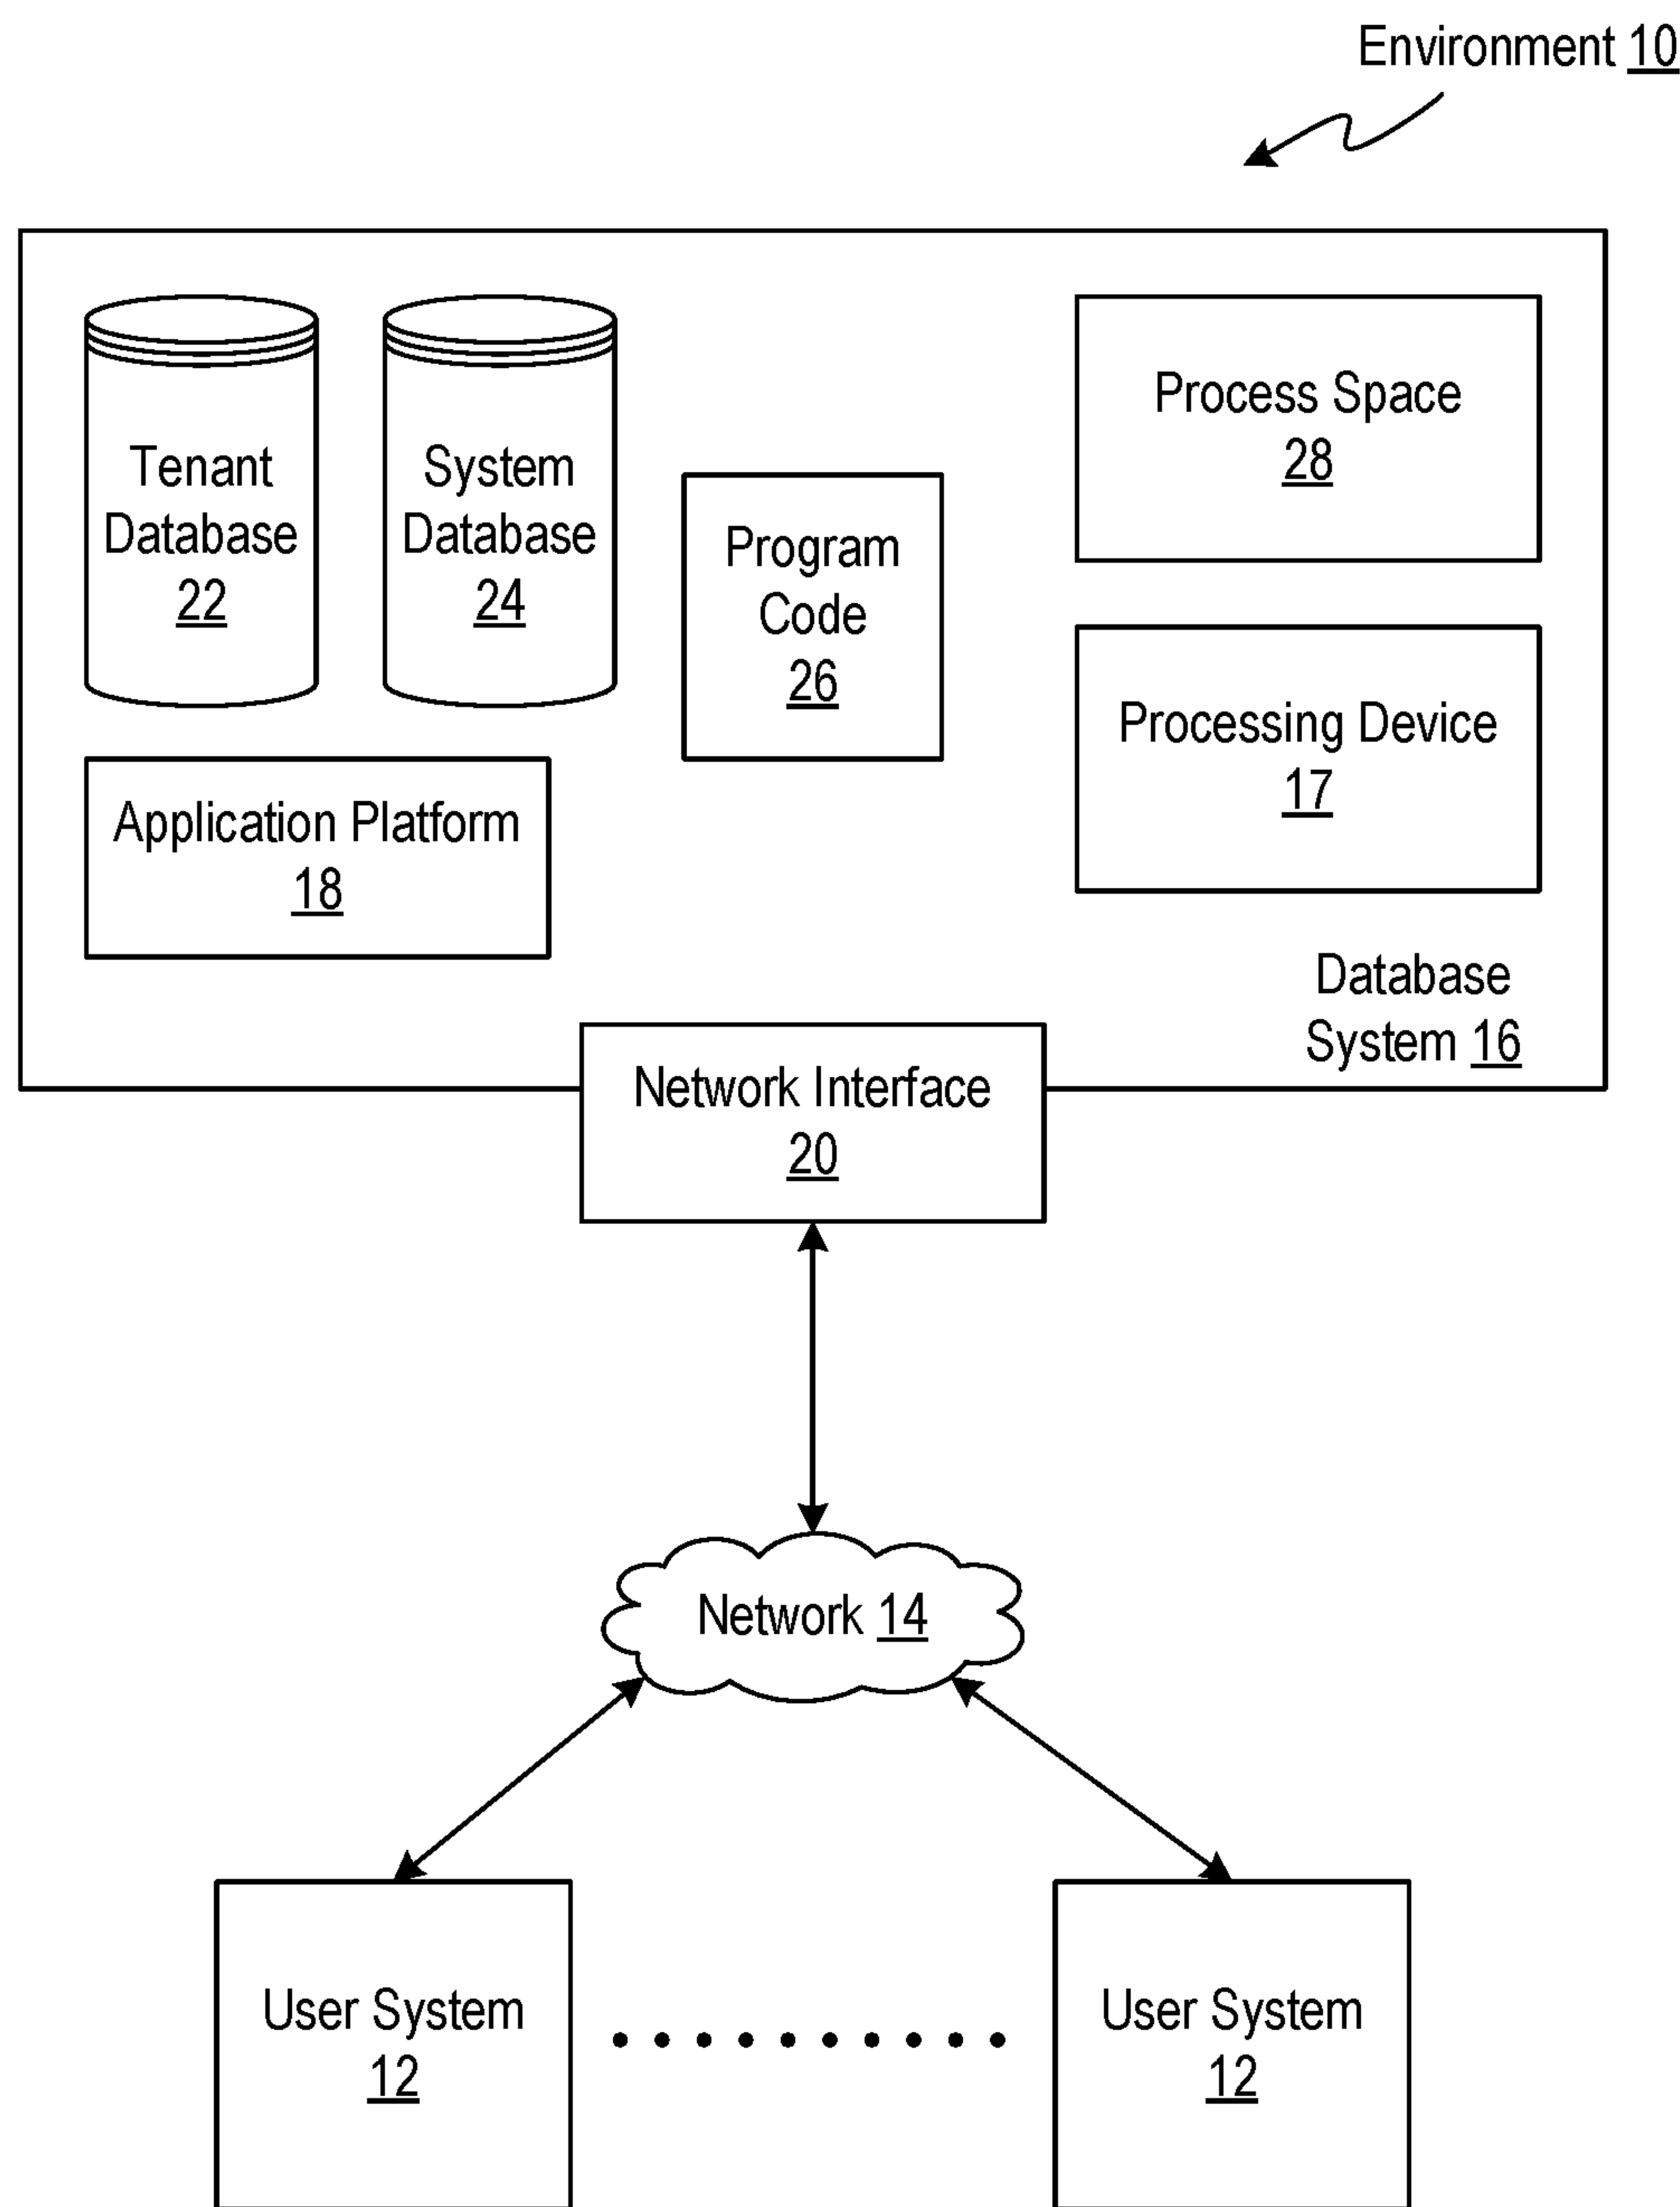 Environment 10
Tenant
Database
22
System
Database
24
Program
Code
26
Process Space
28
Processing Device
17
Application Platform
18
Database
System 16
Network Interface
20
Network 14
User System
12
User System
12